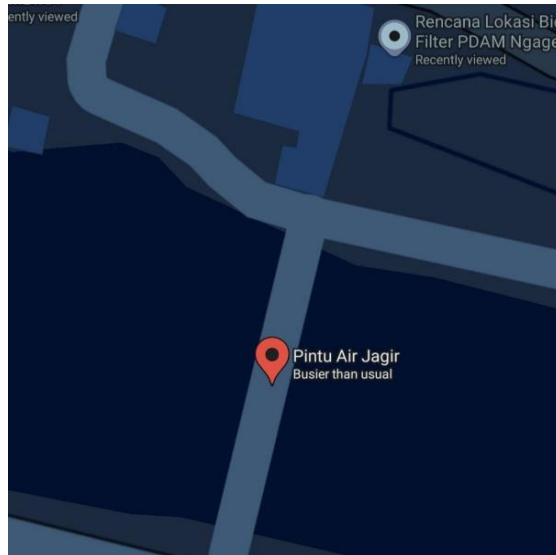 ently viewed
Rencana Lokasi Bi
Filter PDAM Ngage
Recently viewed
Pintu Air Jagir
Busier than usual